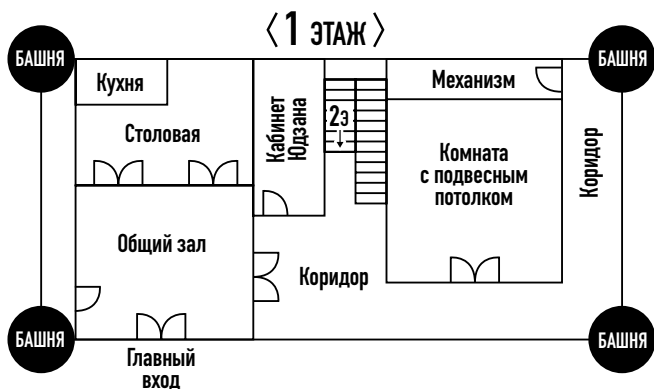 〈1 ЭТАЖ〉
БАШНЯ
БАШНЯ
Кухня
Механизм
2э
Столовая
Кабинет
Юдзана
Комната
с подвесным
потолком
Коридор
Общий зал
Коридор
БАШНЯ
БАШНЯ
Главный
вход